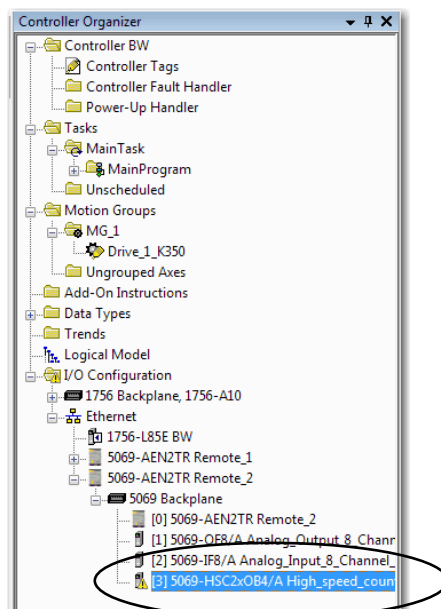 Controller Organizer
Controller BW
Controller Tags
Controller Fault Handler
Power-Up Handler
Tasks
MainTask
MainProgram
Unscheduled
Motion Groups
MG_1
Drive_1_K350
Ungrouped Axes
Add-On Instructions
Data Types
Trends
Logical Model
I/O Configuration
1756 Backplane, 1756-A10
Ethernet
1756-L85E BW
5069-AEN2TR Remote_1
5069-AEN2TR Remote_2
5069 Backplane
[0] 5069-AEN2TR Remote_2
[1] 5069-OF8/A Analog_Output_8_Chann
[2] 5069-IF8/A Analog_Input_8_Channel_
[3] 5069-HSC2xOB4/A High_speed_coun